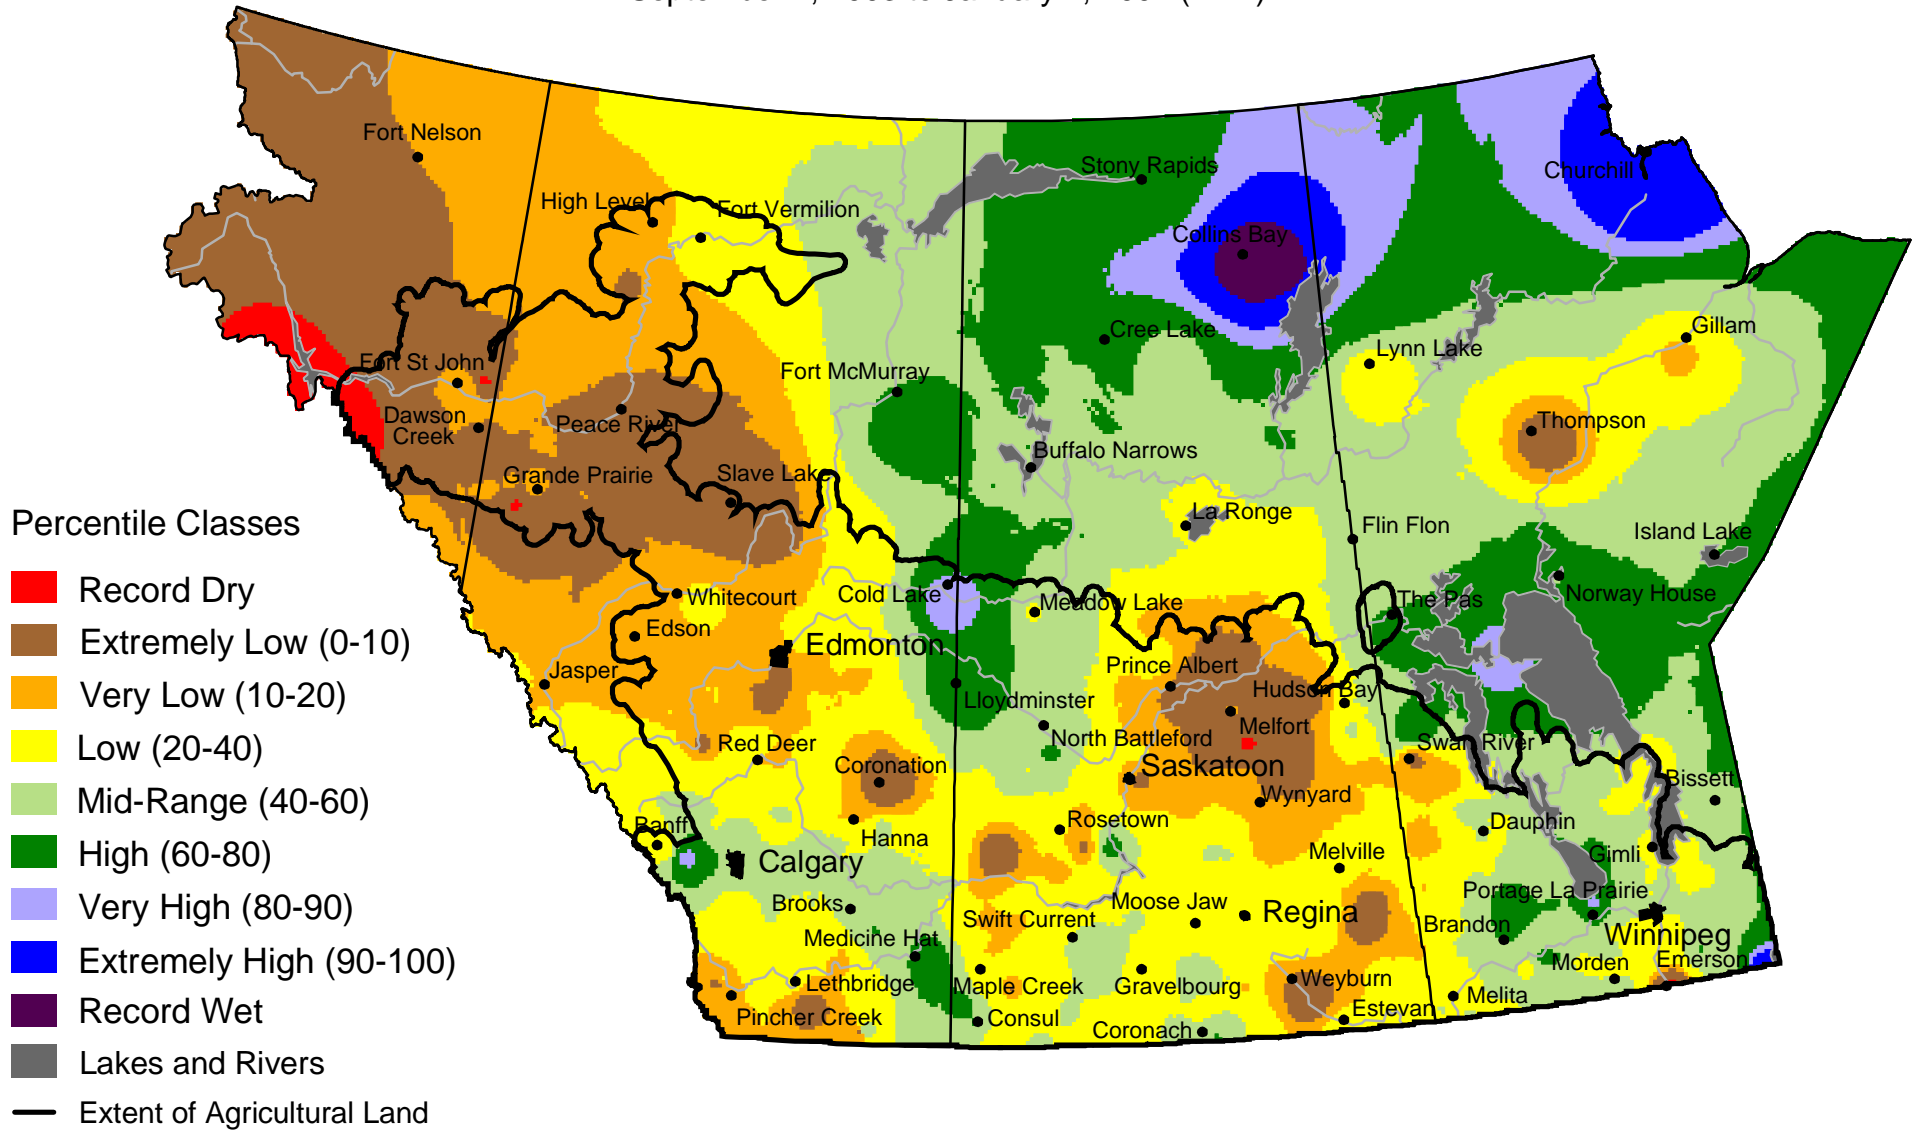 Fort Nelson
Stony Rapids
Churchill
High Level
Fort Vermilion
Collins Bay
Cree Lake
Gillam
Lynn Lake
Fort St John
Fort McMurray
Dawson
Creek
Peace River
Thompson
Buffalo Narrows
Grande Prairie
Slave Lake
La Ronge
Flin Flon
Island Lake
Whitecourt
Cold Lake
Meadow Lake
The Pas
Norway House
Edson
Edmonton
Jasper
Prince Albert
Hudson Bay
Lloydminster
Melfort
North Battleford
Red Deer
Swan River
Coronation
Saskatoon
Bissett
Wynyard
Banff
Hanna
Rosetown
Dauphin
Calgary
Melville
Gimli
Brooks
Moose Jaw
Portage La Prairie
Swift Current
Regina
Brandon
Medicine Hat
Winnipeg
Lethbridge
Maple Creek
Gravelbourg
Weyburn
Morden
Emerson
Pincher Creek
Consul
Coronach
Estevan
Melita
Percentile Classes
Record Dry
Extremely Low (0-10)
Very Low (10-20)
Low (20-40)
Mid-Range (40-60)
High (60-80)
Very High (80-90)
Extremely High (90-100)
Record Wet
Lakes and Rivers
Extent of Agricultural Land